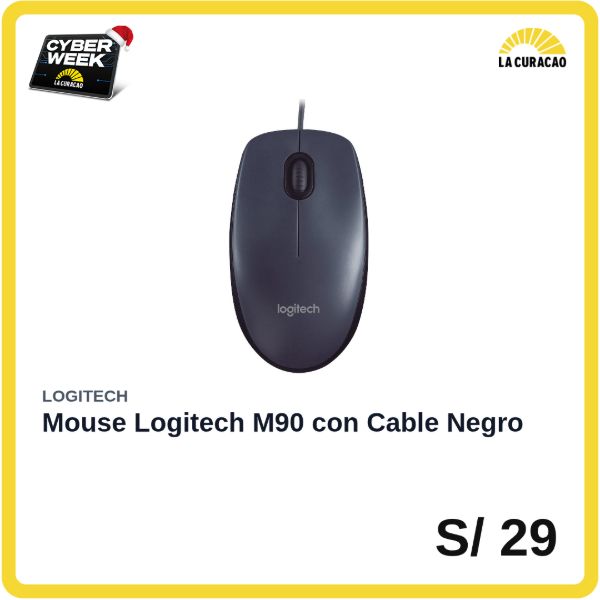 CYBER
WEEK
LA CURACAO
LA CURACAO
logitech
LOGITECH
Mouse Logitech M90 con Cable Negro
S/ 29